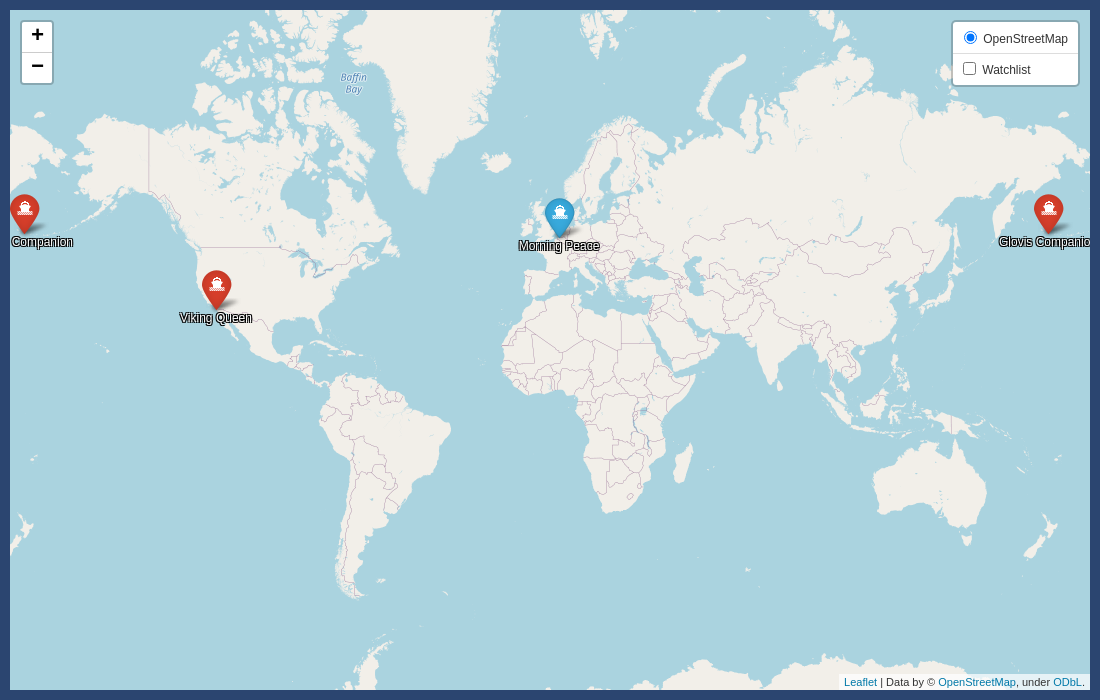 +
−
OpenStreetMap
Watchlist
Baffin
Bay
Companion
Morning Peace
Glovis Companio
Viking Queen
Leaflet | Data by © OpenStreetMap, under ODbL.